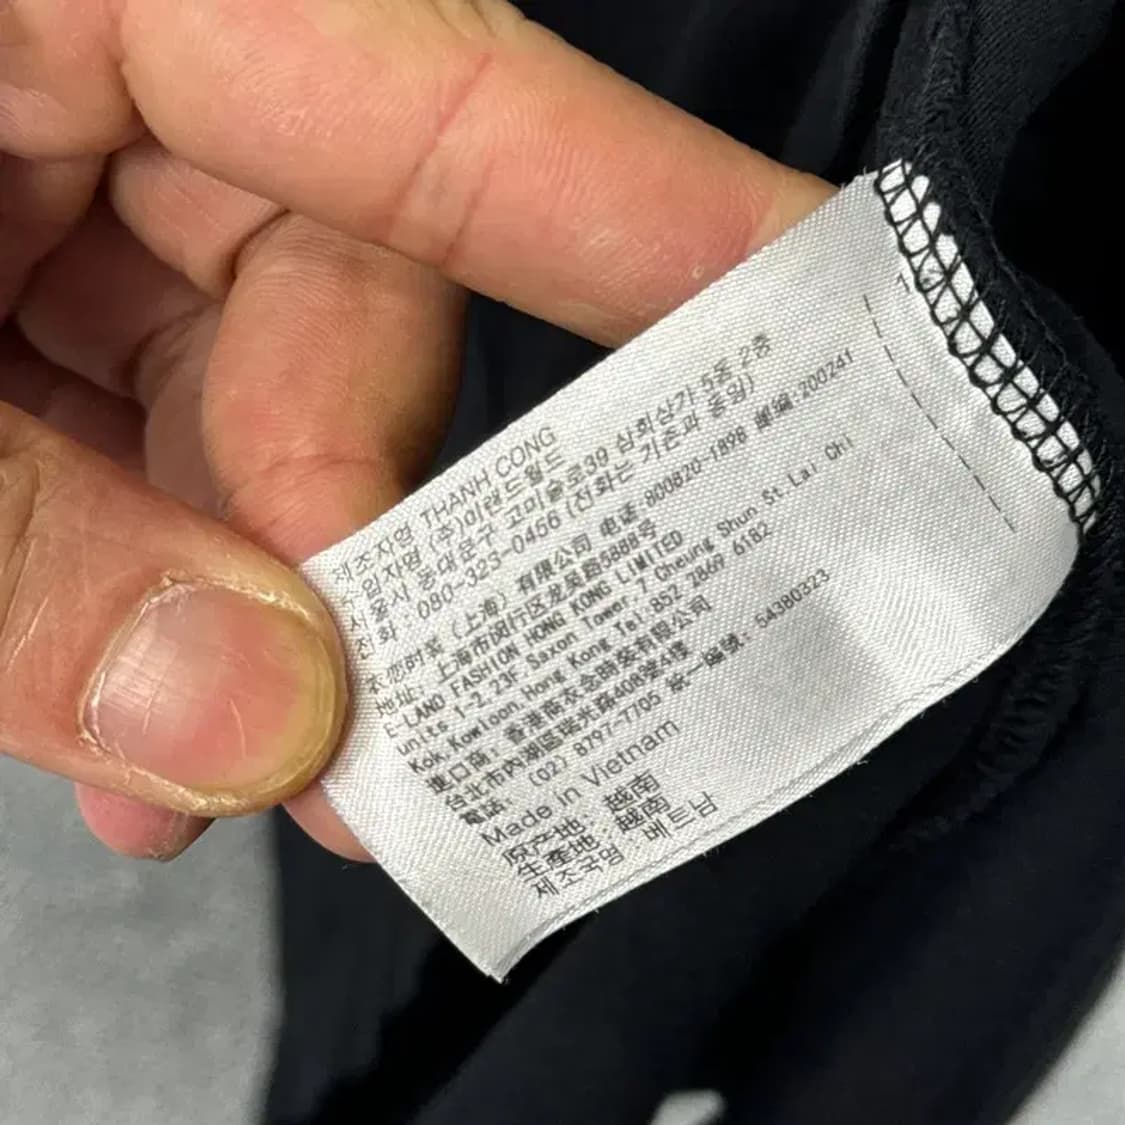 제조자명 THANH CONG
수입자명 (주)이랜드월드
서울시 동대문구 고미술로39 삼희상가 5동 2층
전화 : 080-323-0456 (전화는 기존과 동일)
衣恋时装（上海）有限公司 电话:800820-1898 邮编:200241
地址: 上海市闵行区龙吴路5888号
E-LAND FASHION HONG KONG LIMITED
units 1-2,23F, Saxon Tower,7 Cheung Shun St.Lai Chi
Kok,Kowloon,Hong Kong Tel 852 2869 6182
進口商: 香港商衣念時裝有限公司
台北市內湖區瑞光路408號4樓
電話: (02) 8797-7705 統一編號: 54380323
Made in Vietnam
原产地 : 越南
生產地 : 越南
제조국명 : 베트남